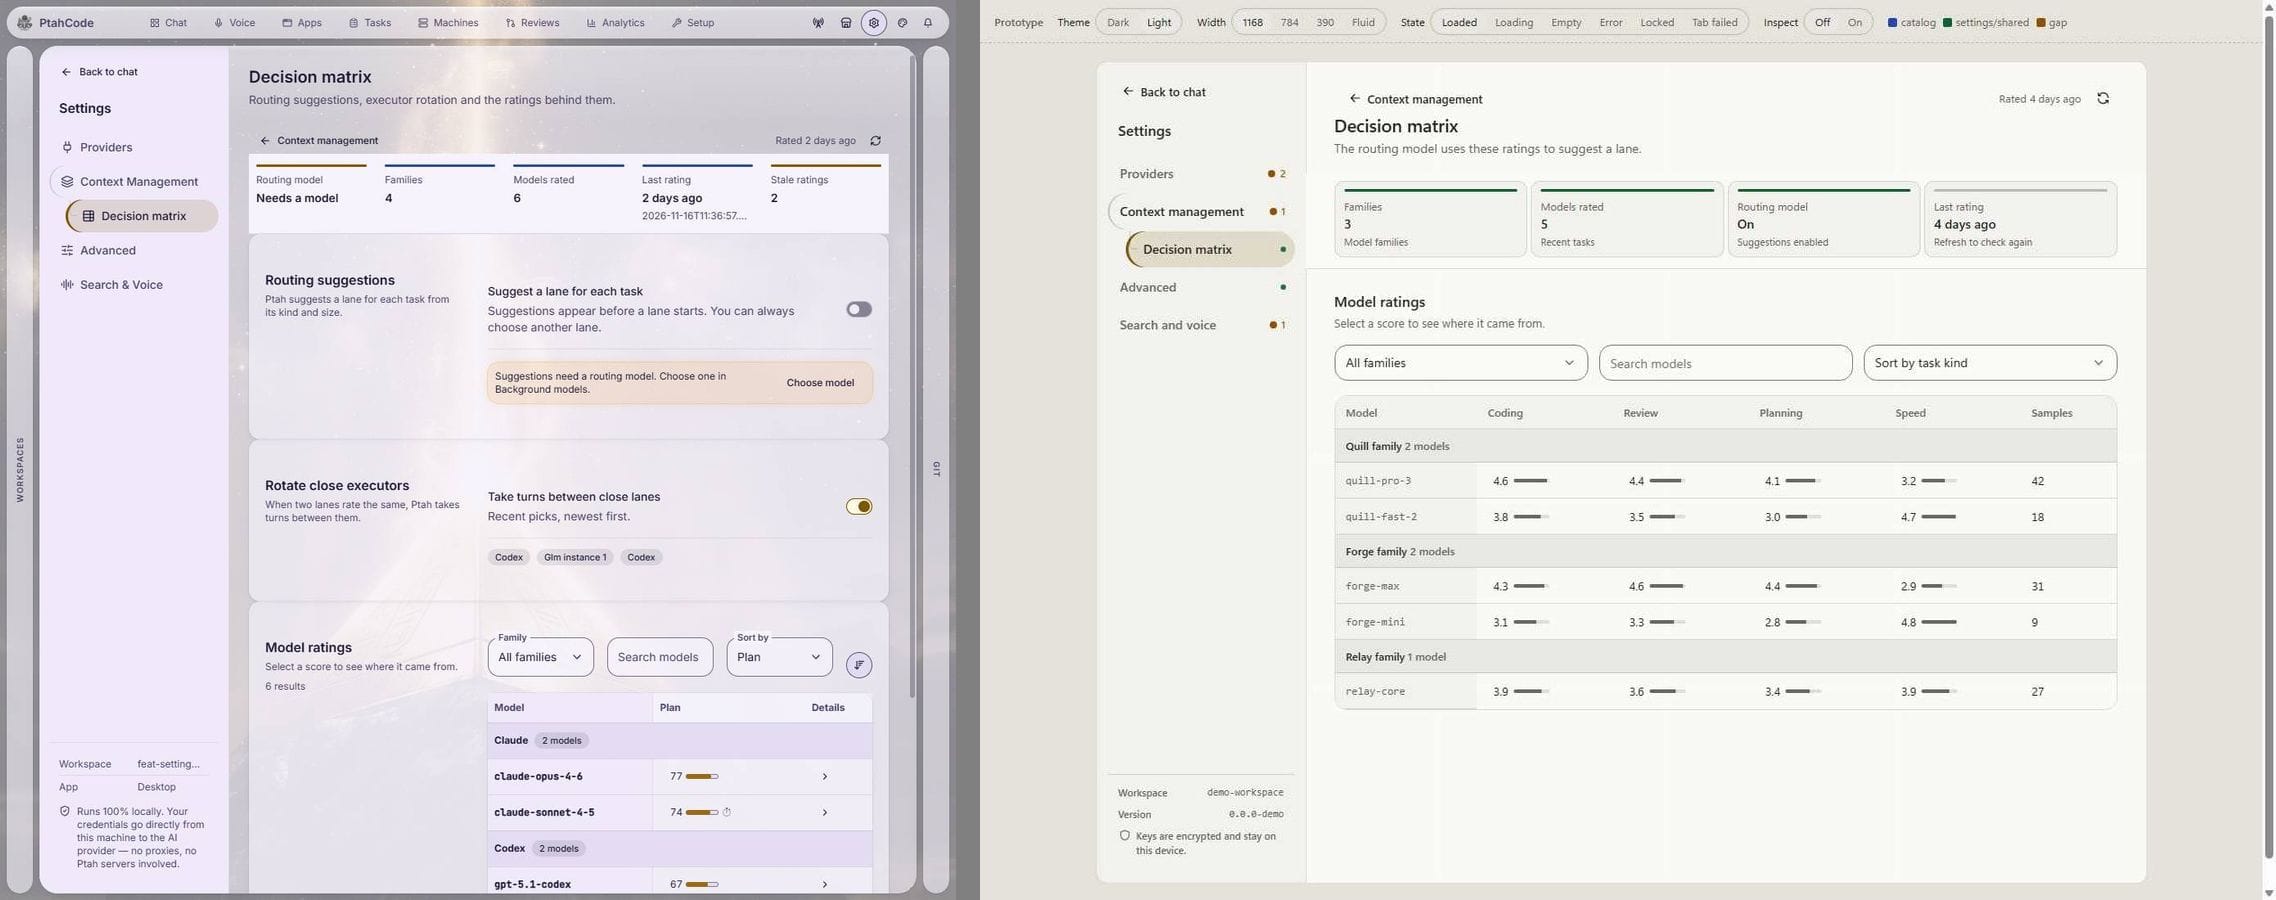 PtahCode
Chat
Voice
Apps
Tasks
Machines
Reviews
Analytics
Setup
WORKSPACES
Back to chat
Settings
Providers
Context Management
Decision matrix
Advanced
Search & Voice
Workspace feat-setting...
App Desktop
Runs 100% locally. Your
credentials go directly from
this machine to the AI
provider — no proxies, no
Ptah servers involved.
Decision matrix
Routing suggestions, executor rotation and the ratings behind them.
Context management
Rated 2 days ago
Routing model
Needs a model
Families
4
Models rated
6
Last rating
2 days ago
2026-11-16T11:36:57....
Stale ratings
2
Routing suggestions
Ptah suggests a lane for each task from
its kind and size.
Suggest a lane for each task
Suggestions appear before a lane starts. You can always
choose another lane.
Suggestions need a routing model. Choose one in
Background models.
Choose model
Rotate close executors
When two lanes rate the same, Ptah takes
turns between them.
Take turns between close lanes
Recent picks, newest first.
Codex Glm instance 1 Codex
Model ratings
Select a score to see where it came from.
6 results
Family
All families
Search models
Sort by
Plan
Model Plan Details
Claude 2 models
claude-opus-4-6 77
claude-sonnet-4-5 74
Codex 2 models
gpt-5.1-codex 67
GIT
Prototype Theme Dark Light Width 1168 784 390 Fluid State Loaded Loading Empty Error Locked Tab failed Inspect Off On catalog settings/shared gap
Back to chat
Settings
Providers 2
Context management 1
Decision matrix
Advanced
Search and voice 1
Workspace demo-workspace
Version 0.0.0-demo
Keys are encrypted and stay on
this device.
Context management
Rated 4 days ago
Decision matrix
The routing model uses these ratings to suggest a lane.
Families
3
Model families
Models rated
5
Recent tasks
Routing model
On
Suggestions enabled
Last rating
4 days ago
Refresh to check again
Model ratings
Select a score to see where it came from.
All families
Search models
Sort by task kind
Model Coding Review Planning Speed Samples
Quill family 2 models
quill-pro-3 4.6 4.4 4.1 3.2 42
quill-fast-2 3.8 3.5 3.0 4.7 18
Forge family 2 models
forge-max 4.3 4.6 4.4 2.9 31
forge-mini 3.1 3.3 2.8 4.8 9
Relay family 1 model
relay-core 3.9 3.6 3.4 3.9 27